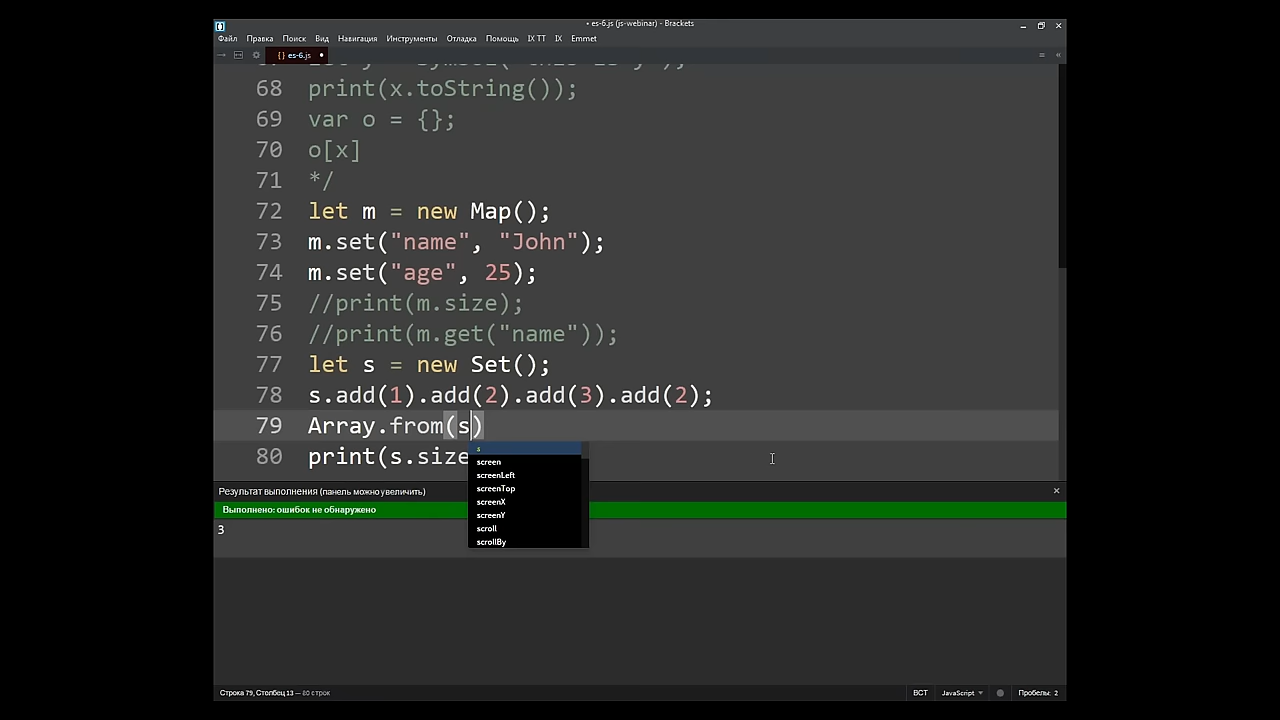 • es-6.js (js-webinar) - Brackets
Файл Правка Поиск Вид Навигация Инструменты Отладка Помощь IX TT IX Emmet
{} es-6.js •
68 print(x.toString());
69 var o = {};
70 o[x]
71 */
72 let m = new Map();
73 m.set("name", "John");
74 m.set("age", 25);
75 //print(m.size);
76 //print(m.get("name"));
77 let s = new Set();
78 s.add(1).add(2).add(3).add(2);
79 Array.from(s)
80 print(s.size
s
screen
screenLeft
screenTop
screenX
screenY
scroll
scrollBy
Результат выполнения (панель можно увеличить)
Выполнено: ошибок не обнаружено
3
Строка 79, Столбец 13 — 80 строк ВСТ JavaScript Пробелы: 2